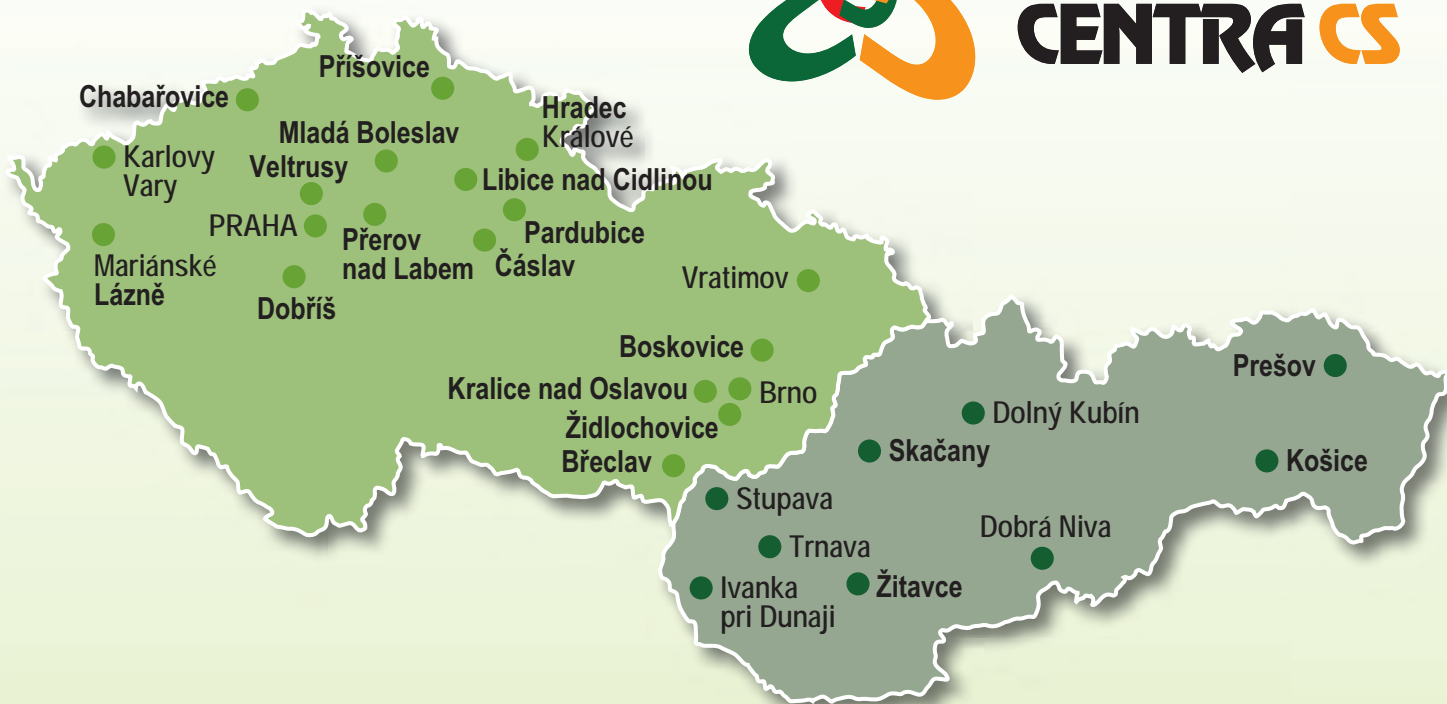 CENTRA CS
Příšovice
Chabařovice
Hradec
Králové
Mladá Boleslav
Karlovy
Vary
Veltrusy
Libice nad Cidlinou
PRAHA
Přerov
nad Labem
Pardubice
Čáslav
Mariánské
Lázně
Dobříš
Vratimov
Boskovice
Kralice nad Oslavou
Brno
Židlochovice
Břeclav
Prešov
Dolný Kubín
Skačany
Košice
Stupava
Dobrá Niva
Trnava
Ivanka
pri Dunaji
Žitavce